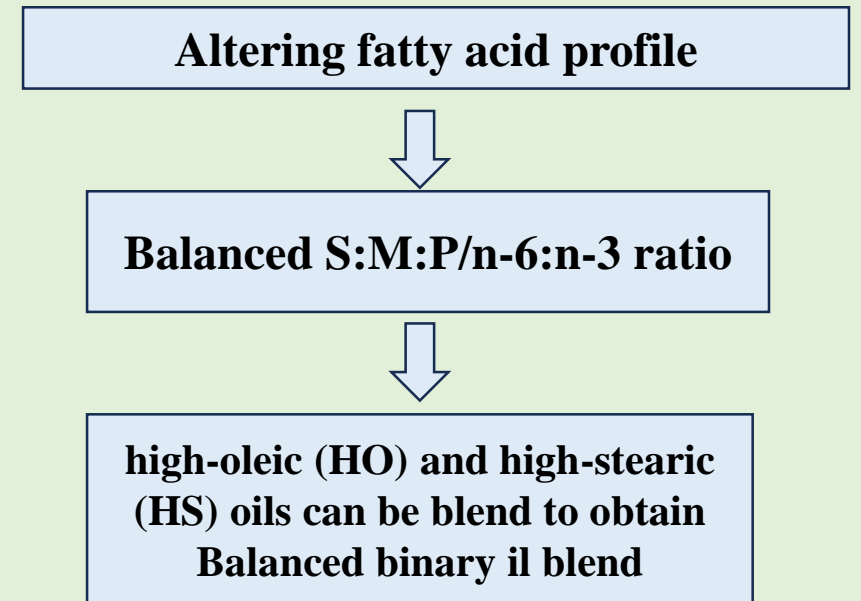 Altering fatty acid profile
Balanced S:M:P/n-6:n-3 ratio
high-oleic (HO) and high-stearic
(HS) oils can be blend to obtain
Balanced binary il blend